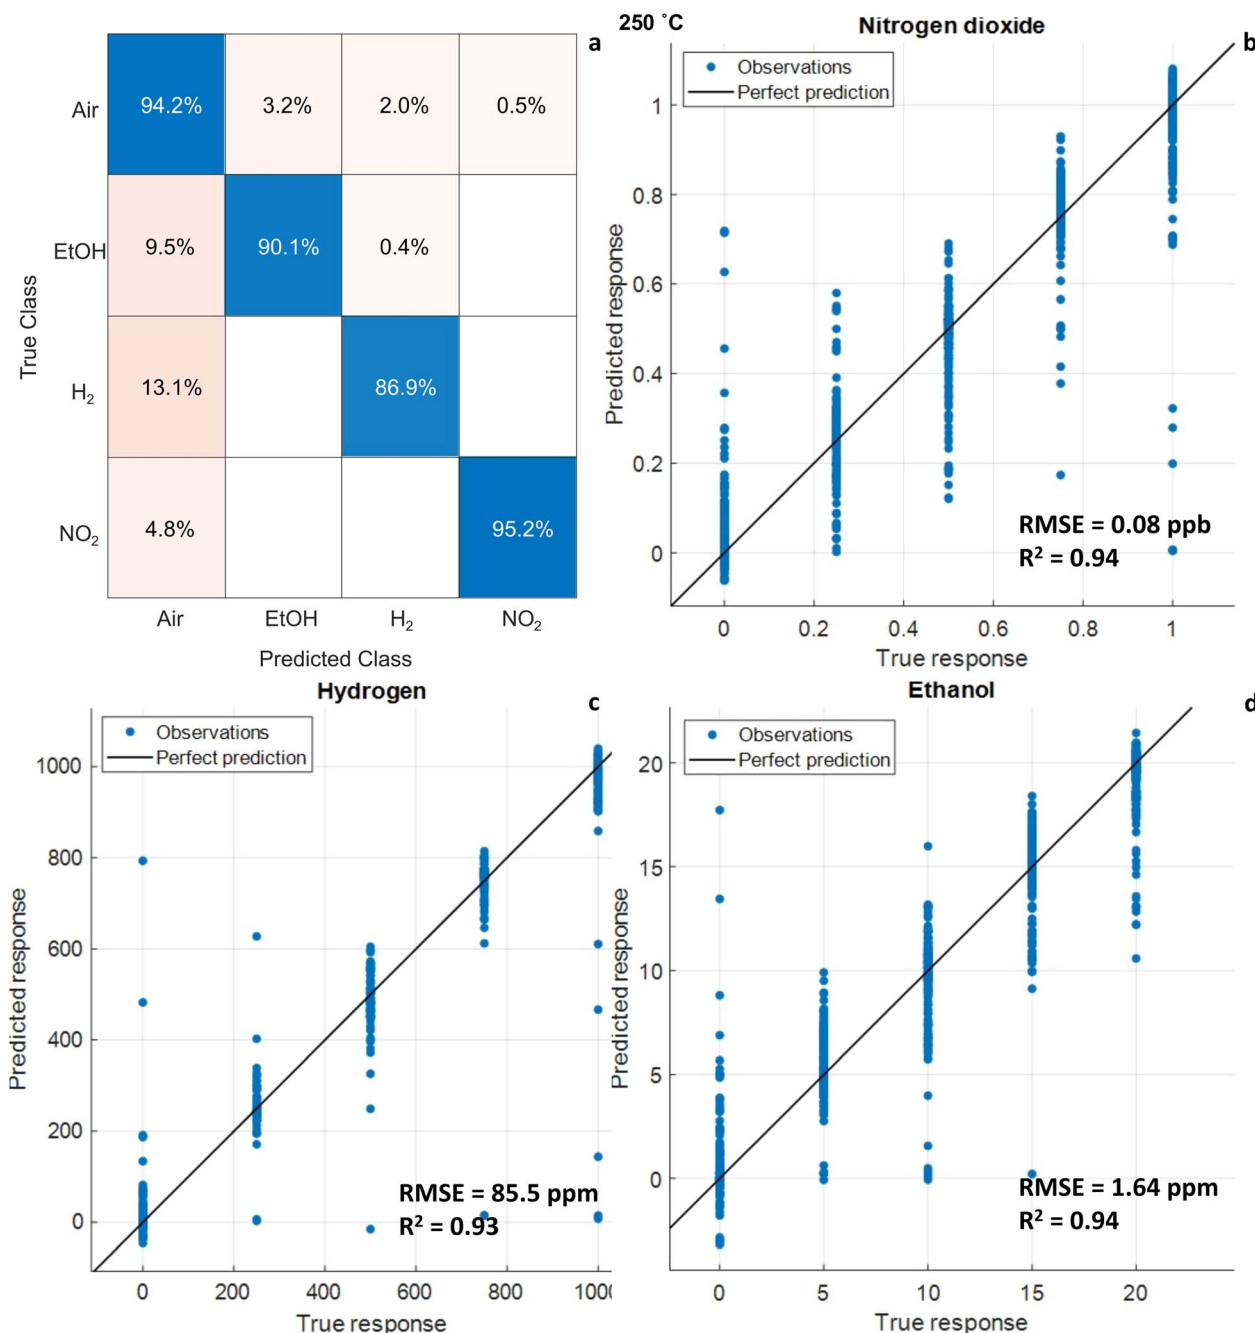 a
Air
94.2%
3.2%
2.0%
0.5%
EtOH
9.5%
90.1%
0.4%
H₂
13.1%
86.9%
NO₂
4.8%
95.2%
True Class
Air
EtOH
H₂
NO₂
Predicted Class
250 ˚C
Nitrogen dioxide
b
Observations
Perfect prediction
1
0.8
0.6
0.4
0.2
0
Predicted response
RMSE = 0.08 ppb
R² = 0.94
0
0.2
0.4
0.6
0.8
1
True response
Hydrogen
c
Observations
Perfect prediction
1000
800
600
400
200
0
Predicted response
RMSE = 85.5 ppm
R² = 0.93
0
200
400
600
800
100
True response
Ethanol
d
Observations
Perfect prediction
20
15
10
5
0
Predicted response
RMSE = 1.64 ppm
R² = 0.94
0
5
10
15
20
True response